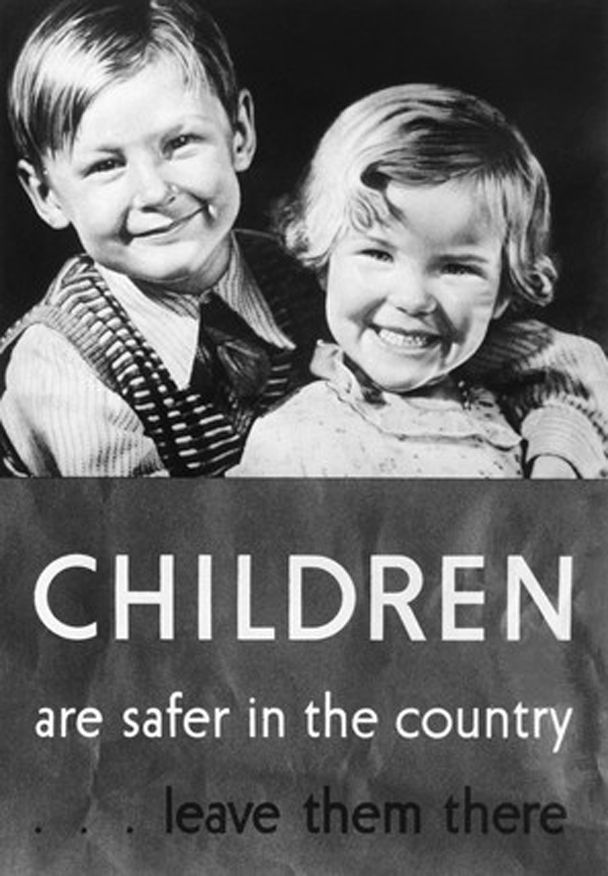 CHILDREN
are safer in the country
. . . leave them there